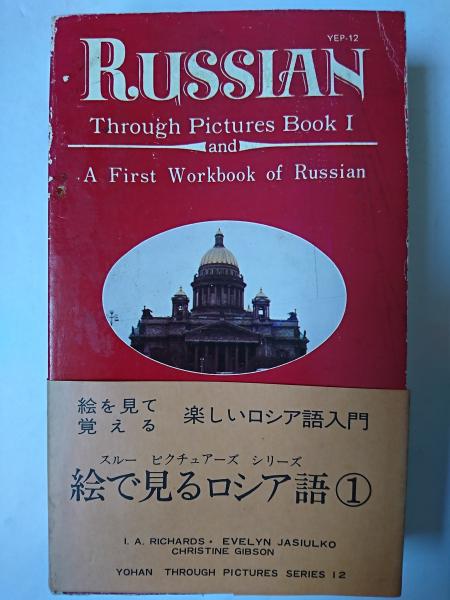 YEP-12
RUSSIAN
Through Pictures Book I
and
A First Workbook of Russian
絵を見て
覚える
楽しいロシア語入門
スルー ピクチュアーズ シリーズ
絵で見るロシア語①
I. A. RICHARDS・ EVELYN JASIULKO
CHRISTINE GIBSON
YOHAN THROUGH PICTURES SERIES 12